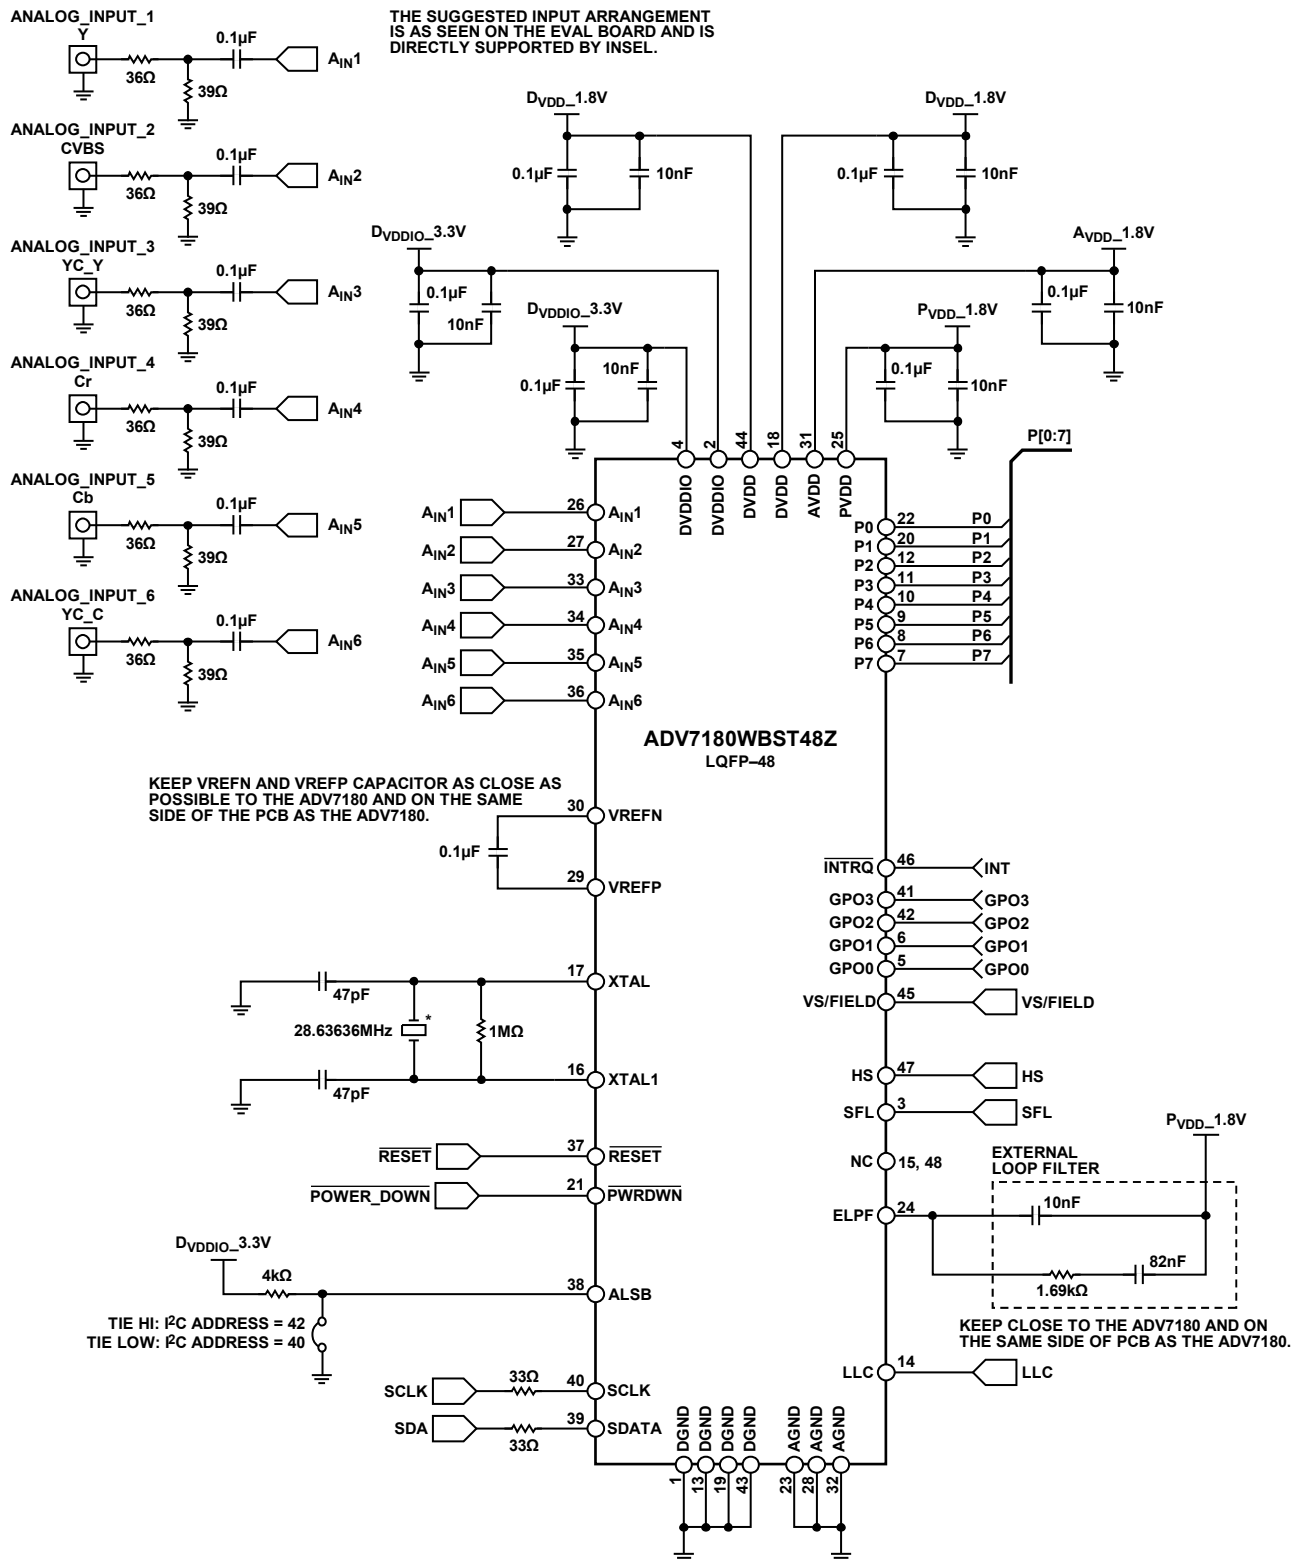 ANALOG_INPUT_1
Y
36Ω
39Ω
0.1µF
AIN1
ANALOG_INPUT_2
CVBS
36Ω
39Ω
0.1µF
AIN2
ANALOG_INPUT_3
YC_Y
36Ω
39Ω
0.1µF
AIN3
ANALOG_INPUT_4
Cr
36Ω
39Ω
0.1µF
AIN4
ANALOG_INPUT_5
Cb
36Ω
39Ω
0.1µF
AIN5
ANALOG_INPUT_6
YC_C
36Ω
39Ω
0.1µF
AIN6
THE SUGGESTED INPUT ARRANGEMENT
IS AS SEEN ON THE EVAL BOARD AND IS
DIRECTLY SUPPORTED BY INSEL.
DVDD_1.8V
0.1µF
10nF
DVDD_1.8V
0.1µF
10nF
DVDDIO_3.3V
0.1µF
10nF
DVDDIO_3.3V
0.1µF
10nF
AVDD_1.8V
0.1µF
10nF
PVDD_1.8V
0.1µF
10nF
4
2
44
18
31
25
DVDDIO
DVDDIO
DVDD
DVDD
AVDD
PVDD
P[0:7]
AIN1 26 AIN1
AIN2 27 AIN2
AIN3 33 AIN3
AIN4 34 AIN4
AIN5 35 AIN5
AIN6 36 AIN6
P0 22 P0
P1 20 P1
P2 12 P2
P3 11 P3
P4 10 P4
P5 9 P5
P6 8 P6
P7 7 P7
ADV7180WBST48Z
LQFP–48
KEEP VREFN AND VREFP CAPACITOR AS CLOSE AS
POSSIBLE TO THE ADV7180 AND ON THE SAME
SIDE OF THE PCB AS THE ADV7180.
30 VREFN
0.1µF
29 VREFP
INTRQ 46 INT
GPO3 41 GPO3
GPO2 42 GPO2
GPO1 6 GPO1
GPO0 5 GPO0
VS/FIELD 45 VS/FIELD
HS 47 HS
SFL 3 SFL
NC 15, 48
17 XTAL
47pF
28.63636MHz
*
1MΩ
16 XTAL1
47pF
RESET 37 RESET
POWER_DOWN 21 PWRDWN
DVDDIO_3.3V
4kΩ
38 ALSB
TIE HI: I2C ADDRESS = 42
TIE LOW: I2C ADDRESS = 40
SCLK 33Ω 40 SCLK
SDA 33Ω 39 SDATA
PVDD_1.8V
EXTERNAL
LOOP FILTER
ELPF 24
10nF
82nF
1.69kΩ
KEEP CLOSE TO THE ADV7180 AND ON
THE SAME SIDE OF PCB AS THE ADV7180.
LLC 14 LLC
DGND
DGND
DGND
DGND
AGND
AGND
AGND
1
13
19
43
23
28
32